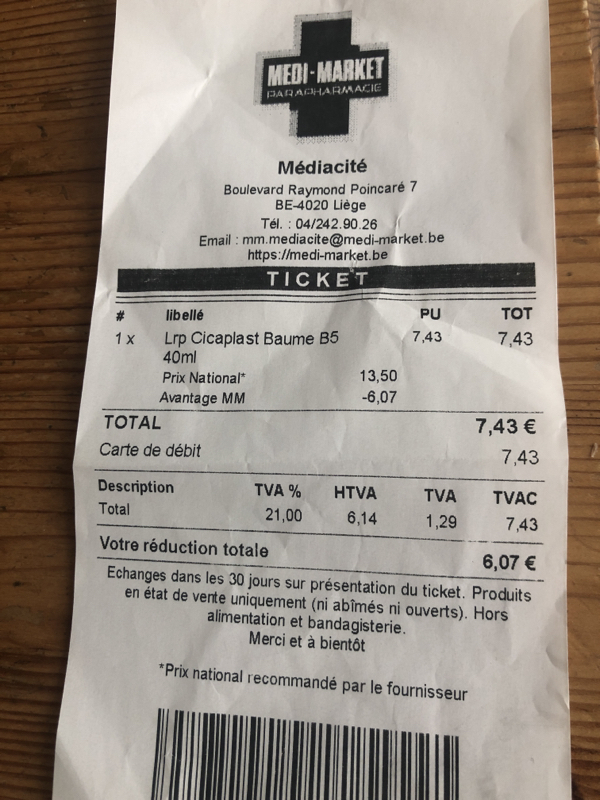 MEDI-MARKET
PARAPHARMACIE
Médiacité
Boulevard Raymond Poincaré 7
BE-4020 Liège
Tél. : 04/242.90.26
Email : mm.mediacite@medi-market.be
https://medi-market.be
TICKET
# libellé PU TOT
1 x Lrp Cicaplast Baume B5 7,43 7,43
40ml
Prix National* 13,50
Avantage MM -6,07
TOTAL 7,43 €
Carte de débit 7,43
Description TVA % HTVA TVA TVAC
Total 21,00 6,14 1,29 7,43
Votre réduction totale 6,07 €
Echanges dans les 30 jours sur présentation du ticket. Produits
en état de vente uniquement (ni abîmés ni ouverts). Hors
alimentation et bandagisterie.
Merci et à bientôt
*Prix national recommandé par le fournisseur